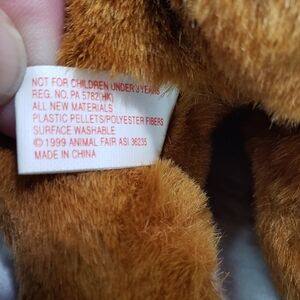 NOT FOR CHILDREN UNDER 3 YEARS
REG. NO. PA 5782(HK)
ALL NEW MATERIALS
PLASTIC PELLETS/POLYESTER FIBERS
SURFACE WASHABLE
© 1999 ANIMAL FAIR ASI 36235
MADE IN CHINA